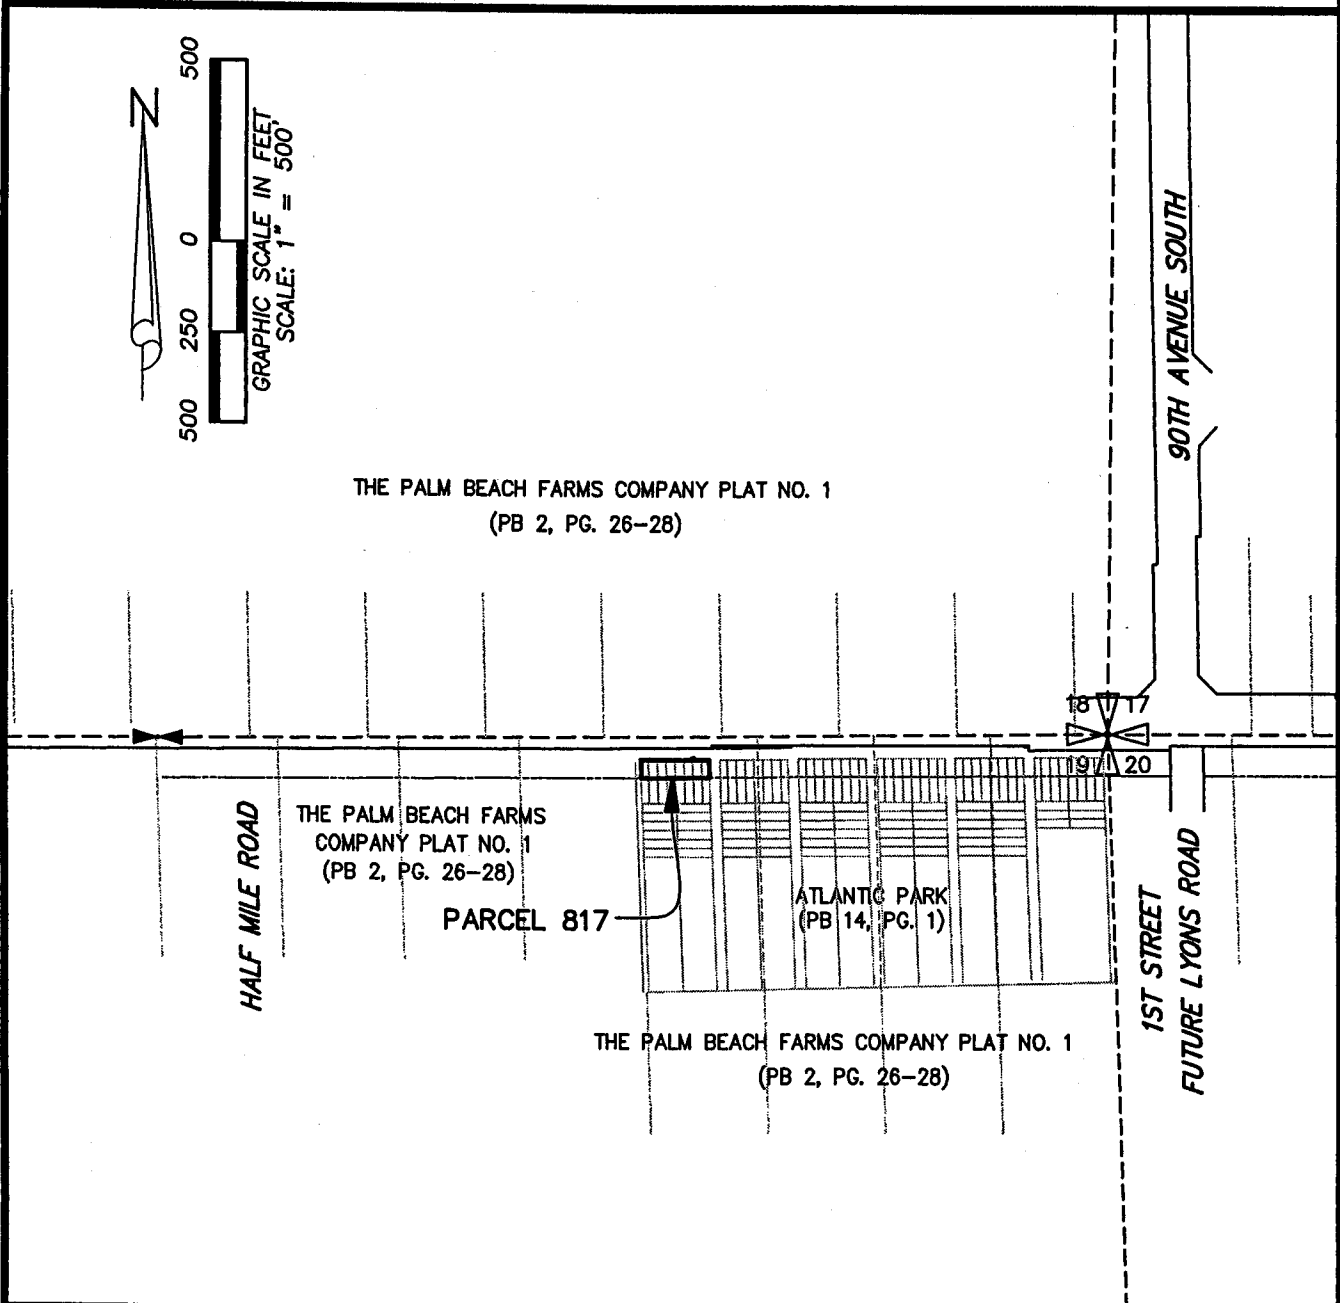 500
0
250
500
N
GRAPHIC SCALE IN FEET
SCALE: 1" = 500'
90TH AVENUE SOUTH
THE PALM BEACH FARMS COMPANY PLAT NO. 1
(PB 2, PG. 26-28)
18
17
19
20
HALF MILE ROAD
THE PALM BEACH FARMS
COMPANY PLAT NO. 1
(PB 2, PG. 26-28)
PARCEL 817
ATLANTIC PARK
(PB 14, PG. 1)
1ST STREET
FUTURE LYONS ROAD
THE PALM BEACH FARMS COMPANY PLAT NO. 1
(PB 2, PG. 26-28)